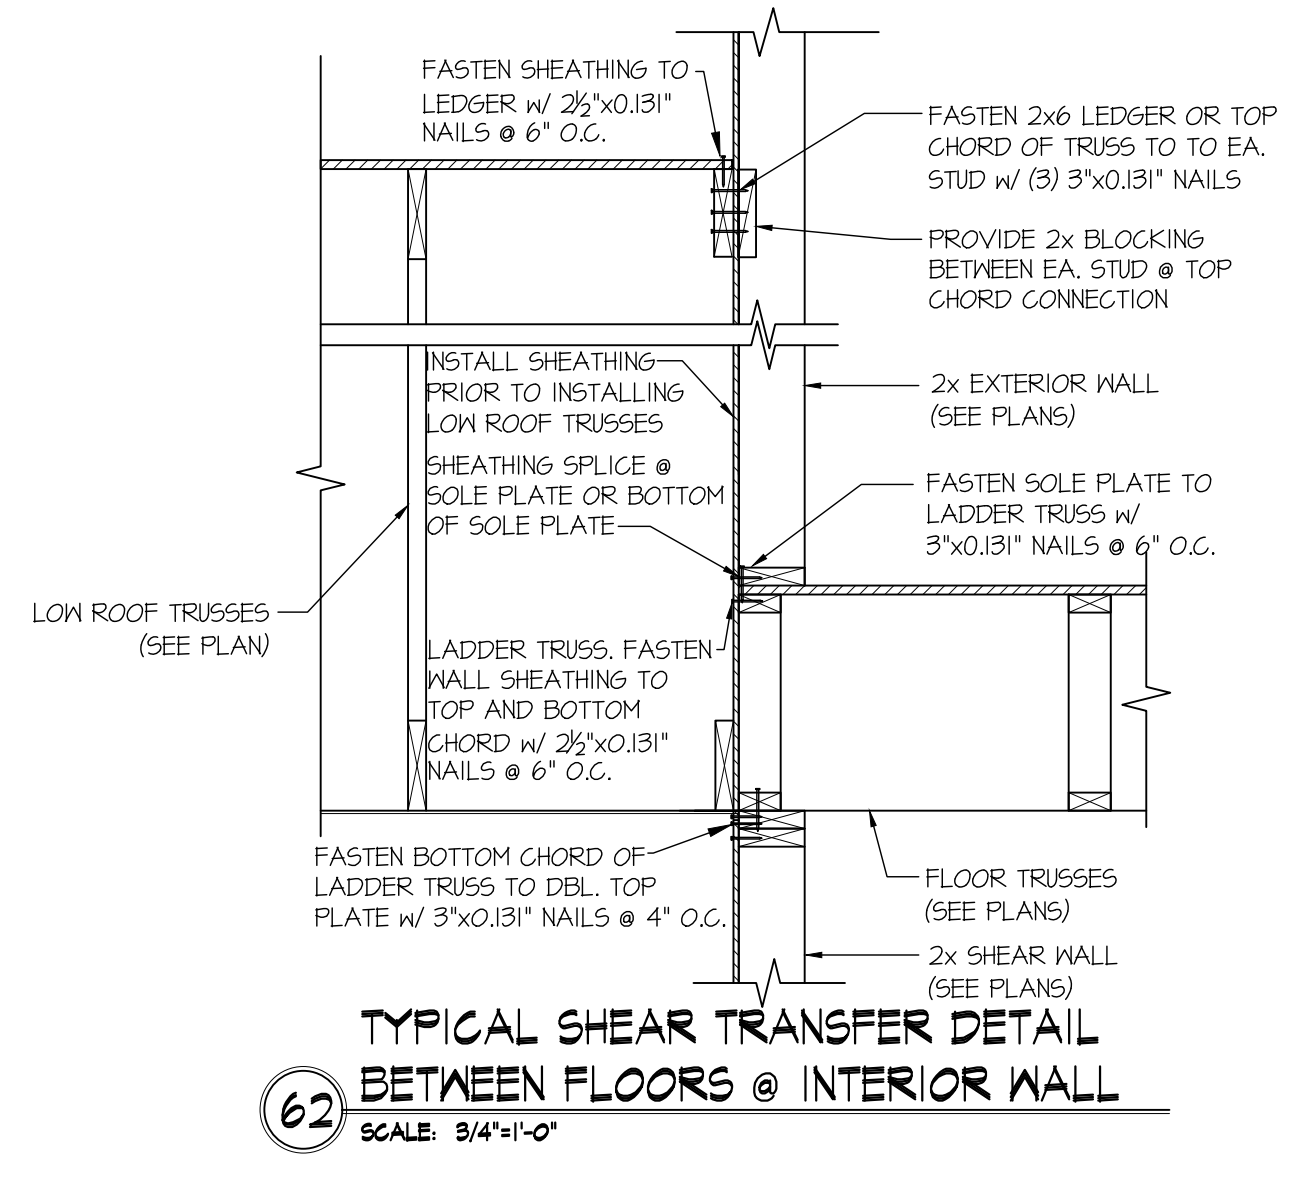 FASTEN SHEATHING TO
LEDGER w/ 2½"x0.131"
NAILS @ 6" O.C.
FASTEN 2x6 LEDGER OR TOP
CHORD OF TRUSS TO TO EA.
STUD w/ (3) 3"x0.131" NAILS
PROVIDE 2x BLOCKING
BETWEEN EA. STUD @ TOP
CHORD CONNECTION
INSTALL SHEATHING
PRIOR TO INSTALLING
LOW ROOF TRUSSES
2x EXTERIOR WALL
(SEE PLANS)
SHEATHING SPLICE @
SOLE PLATE OR BOTTOM
OF SOLE PLATE
FASTEN SOLE PLATE TO
LADDER TRUSS w/
3"x0.131" NAILS @ 6" O.C.
LOW ROOF TRUSSES
(SEE PLAN)
LADDER TRUSS. FASTEN
WALL SHEATHING TO
TOP AND BOTTOM
CHORD w/ 2½"x0.131"
NAILS @ 6" O.C.
FASTEN BOTTOM CHORD OF
LADDER TRUSS TO DBL. TOP
PLATE w/ 3"x0.131" NAILS @ 4" O.C.
FLOOR TRUSSES
(SEE PLANS)
2x SHEAR WALL
(SEE PLANS)
TYPICAL SHEAR TRANSFER DETAIL
BETWEEN FLOORS @ INTERIOR WALL
62
SCALE: 3/4"=1'-0"